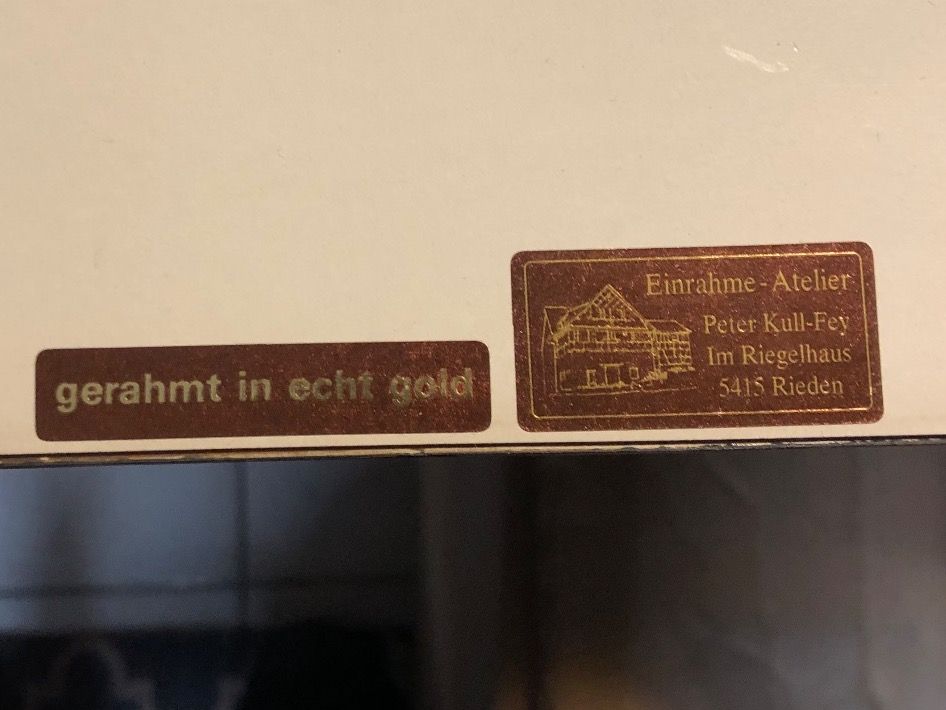 gerahmt in echt gold
Einrahme-Atelier
Peter Kull-Fey
Im Riegelhaus
5415 Rieden